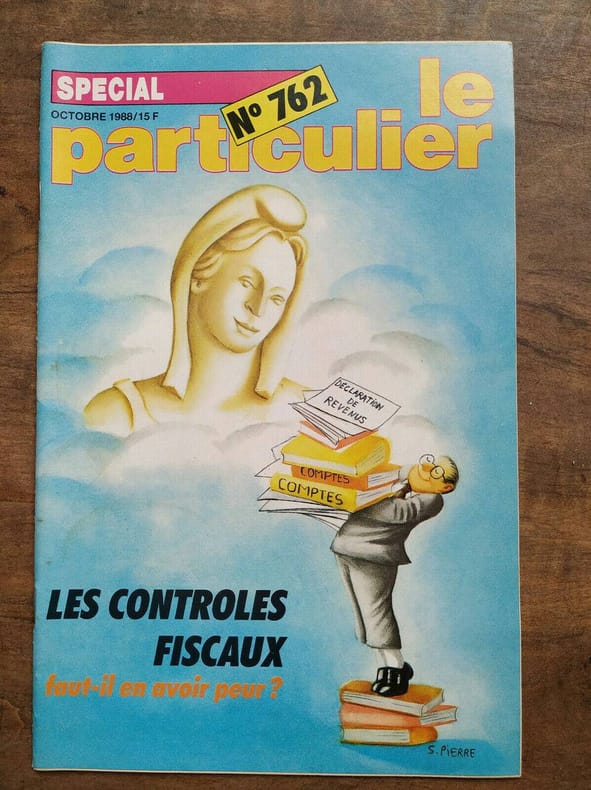 SPECIAL
OCTOBRE 1988/15 F
N° 762
le
particulier
DECLARATION
DE
REVENUS
COMPTES
COMPTES
LES CONTROLES
FISCAUX
faut-il en avoir peur ?
S. PIERRE